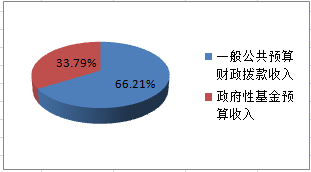 33.79%
66.21%
一般公共预算
财政拨款收入
政府性基金预
算收入